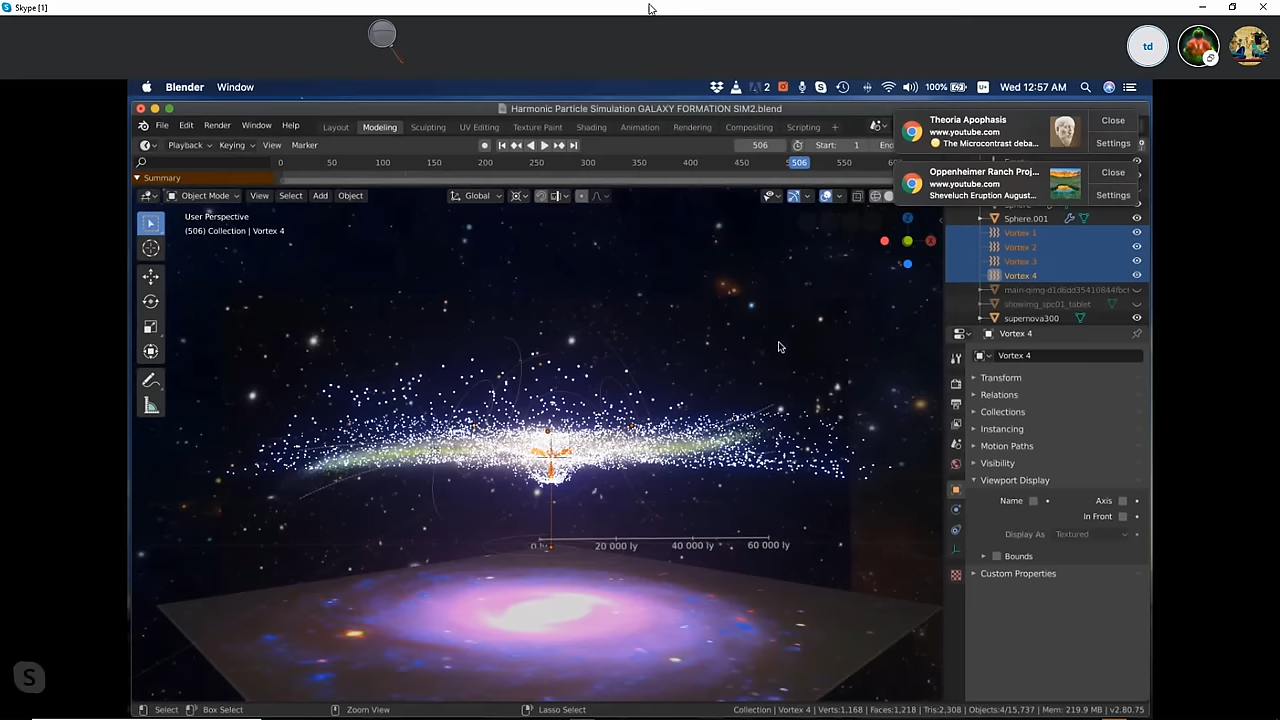 Skype [1]
td
Blender Window
2 100% Wed 12:57 AM
Harmonic Particle Simulation GALAXY FORMATION SIM2.blend
File Edit Render Window Help Layout Modeling Sculpting UV Editing Texture Paint Shading Animation Rendering Compositing Scripting +
Playback Keying View Marker 506 Start: 1 End
0 50 100 150 200 250 300 350 400 450 506 550 600
Summary
Theoria Apophasis
www.youtube.com
The Microcontrast deba...
Close
Settings
Oppenheimer Ranch Proj...
www.youtube.com
Sheveluch Eruption August...
Close
Settings
Object Mode View Select Add Object Global
User Perspective
(506) Collection | Vortex 4
X
Sphere.001
Vortex 1
Vortex 2
Vortex 3
Vortex 4
showimg_spc01_tablet
supernova300
Vortex 4
Vortex 4
Transform
Relations
Collections
Instancing
Motion Paths
Visibility
Viewport Display
Name Axis
In Front
Display As Textured
Bounds
Custom Properties
20 000 ly 40 000 ly 60 000 ly
Select Box Select Zoom View Lasso Select Collection | Vortex 4 | Verts:1,168 | Faces:1,218 | Tris:2,308 | Objects:4/15,737 | Mem: 219.9 MB | v2.80.75